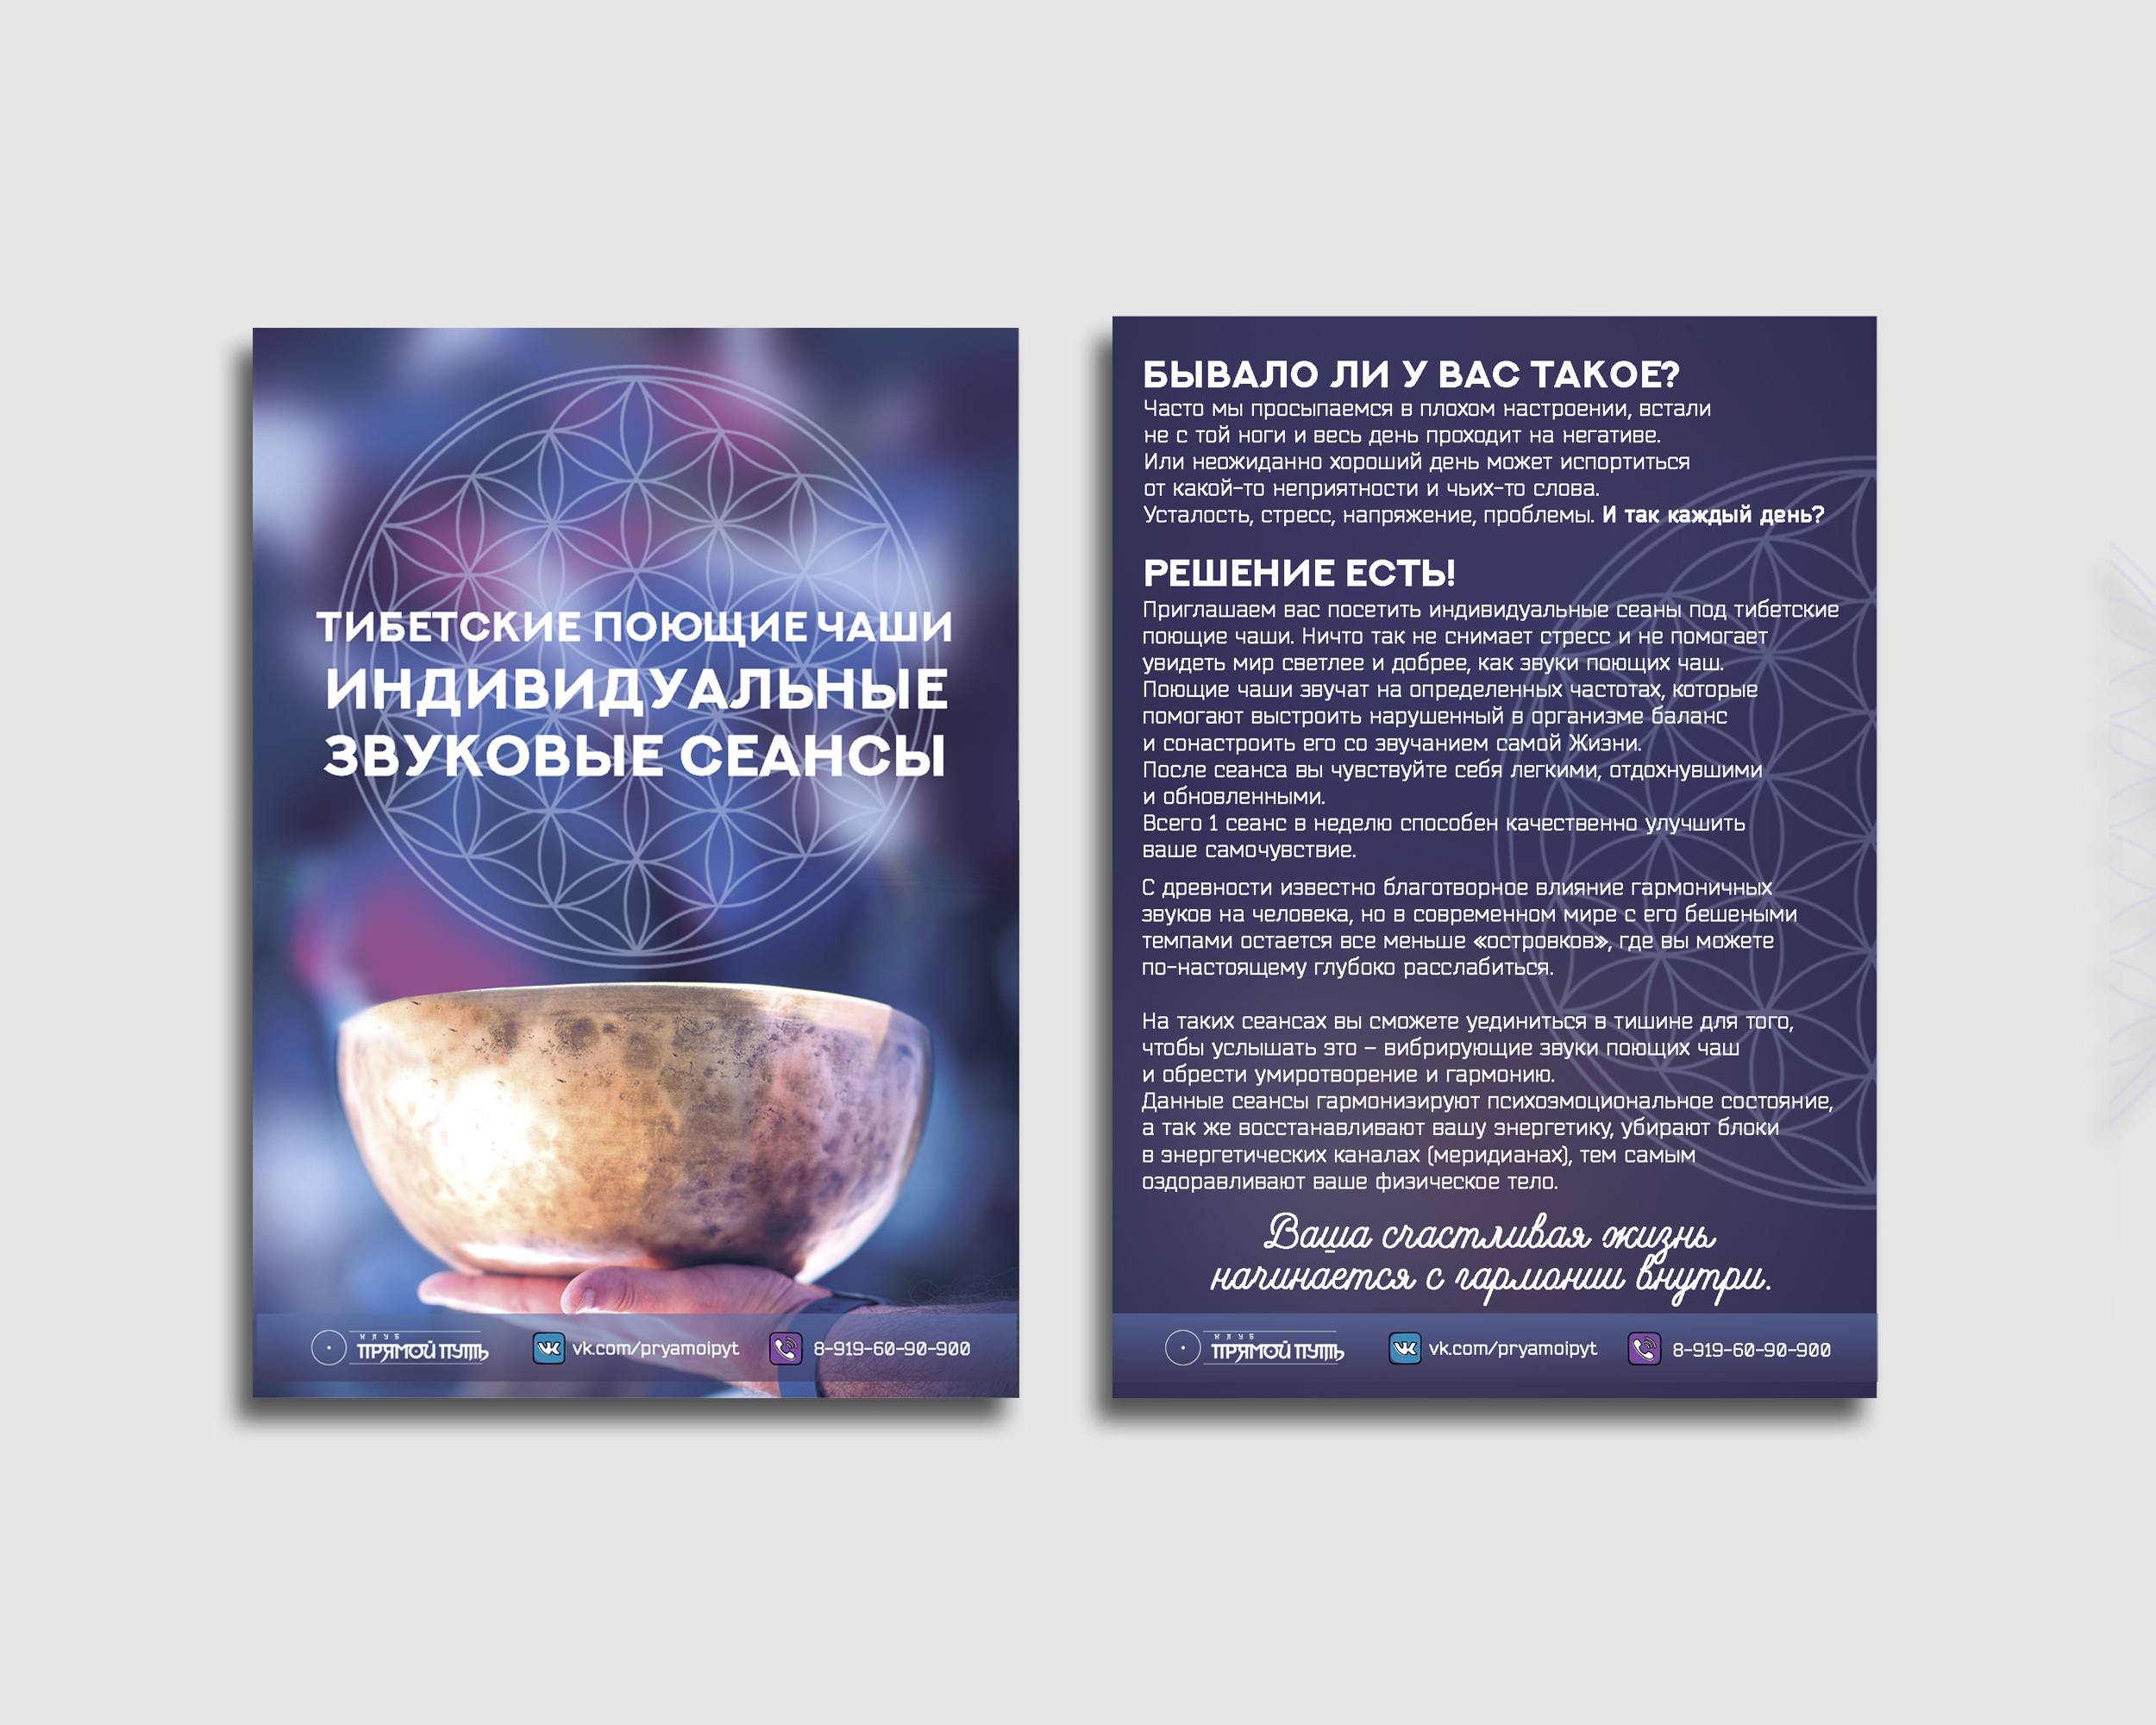 ТИБЕТСКИЕ ПОЮЩИЕ ЧАШИ
ИНДИВИДУАЛЬНЫЕ
ЗВУКОВЫЕ СЕАНСЫ
КЛУБ
ПРЯМОЙ ПУТЬ
vk.com/pryamoipyt
8-919-60-90-900
БЫВАЛО ЛИ У ВАС ТАКОЕ?
Часто мы просыпаемся в плохом настроении, встали
не с той ноги и весь день проходит на негативе.
Или неожиданно хороший день может испортиться
от какой-то неприятности и чьих-то слова.
Усталость, стресс, напряжение, проблемы. И так каждый день?
РЕШЕНИЕ ЕСТЬ!
Приглашаем вас посетить индивидуальные сеаны под тибетские
поющие чаши. Ничто так не снимает стресс и не помогает
увидеть мир светлее и добрее, как звуки поющих чаш.
Поющие чаши звучат на определенных частотах, которые
помогают выстроить нарушенный в организме баланс
и сонастроить его со звучанием самой Жизни.
После сеанса вы чувствуйте себя легкими, отдохнувшими
и обновленными.
Всего 1 сеанс в неделю способен качественно улучшить
ваше самочувствие.
С древности известно благотворное влияние гармоничных
звуков на человека, но в современном мире с его бешеными
темпами остается все меньше «островков», где вы можете
по-настоящему глубоко расслабиться.
На таких сеансах вы сможете уединиться в тишине для того,
чтобы услышать это – вибрирующие звуки поющих чаш
и обрести умиротворение и гармонию.
Данные сеансы гармонизируют психоэмоциональное состояние,
а так же восстанавливают вашу энергетику, убирают блоки
в энергетических каналах (меридианах), тем самым
оздоравливают ваше физическое тело.
Ваша счастливая жизнь
начинается с гармонии внутри.
КЛУБ
ПРЯМОЙ ПУТЬ
vk.com/pryamoipyt
8-919-60-90-900